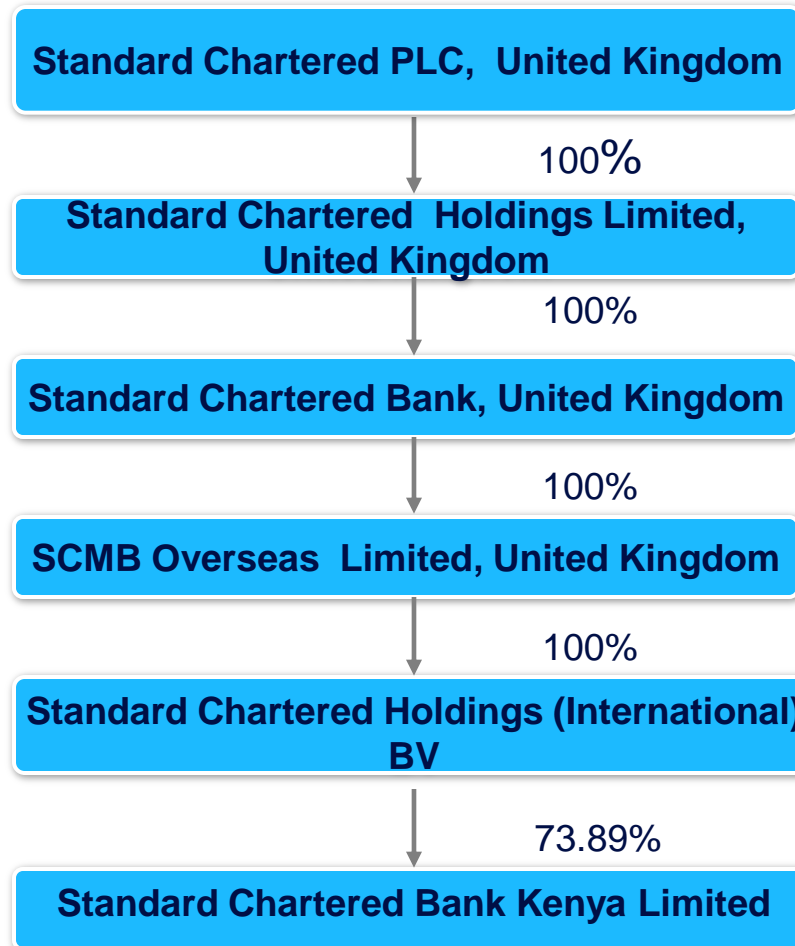 Standard Chartered PLC, United Kingdom
100%
Standard Chartered Holdings Limited,
United Kingdom
100%
Standard Chartered Bank, United Kingdom
100%
SCMB Overseas Limited, United Kingdom
100%
Standard Chartered Holdings (International)
BV
73.89%
Standard Chartered Bank Kenya Limited